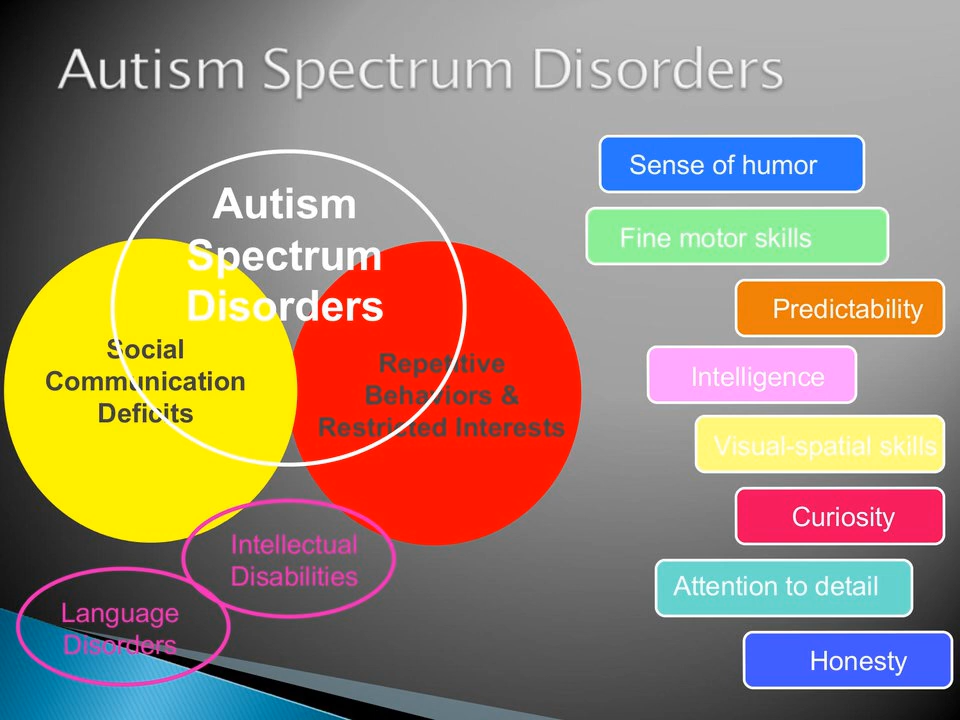 Autism Spectrum Disorders
Autism
Spectrum
Disorders
Social
Communication
Deficits
Repetitive
Behaviors &
Restricted Interests
Intellectual
Disabilities
Language
Disorders
Sense of humor
Fine motor skills
Predictability
Intelligence
Visual-spatial skills
Curiosity
Attention to detail
Honesty